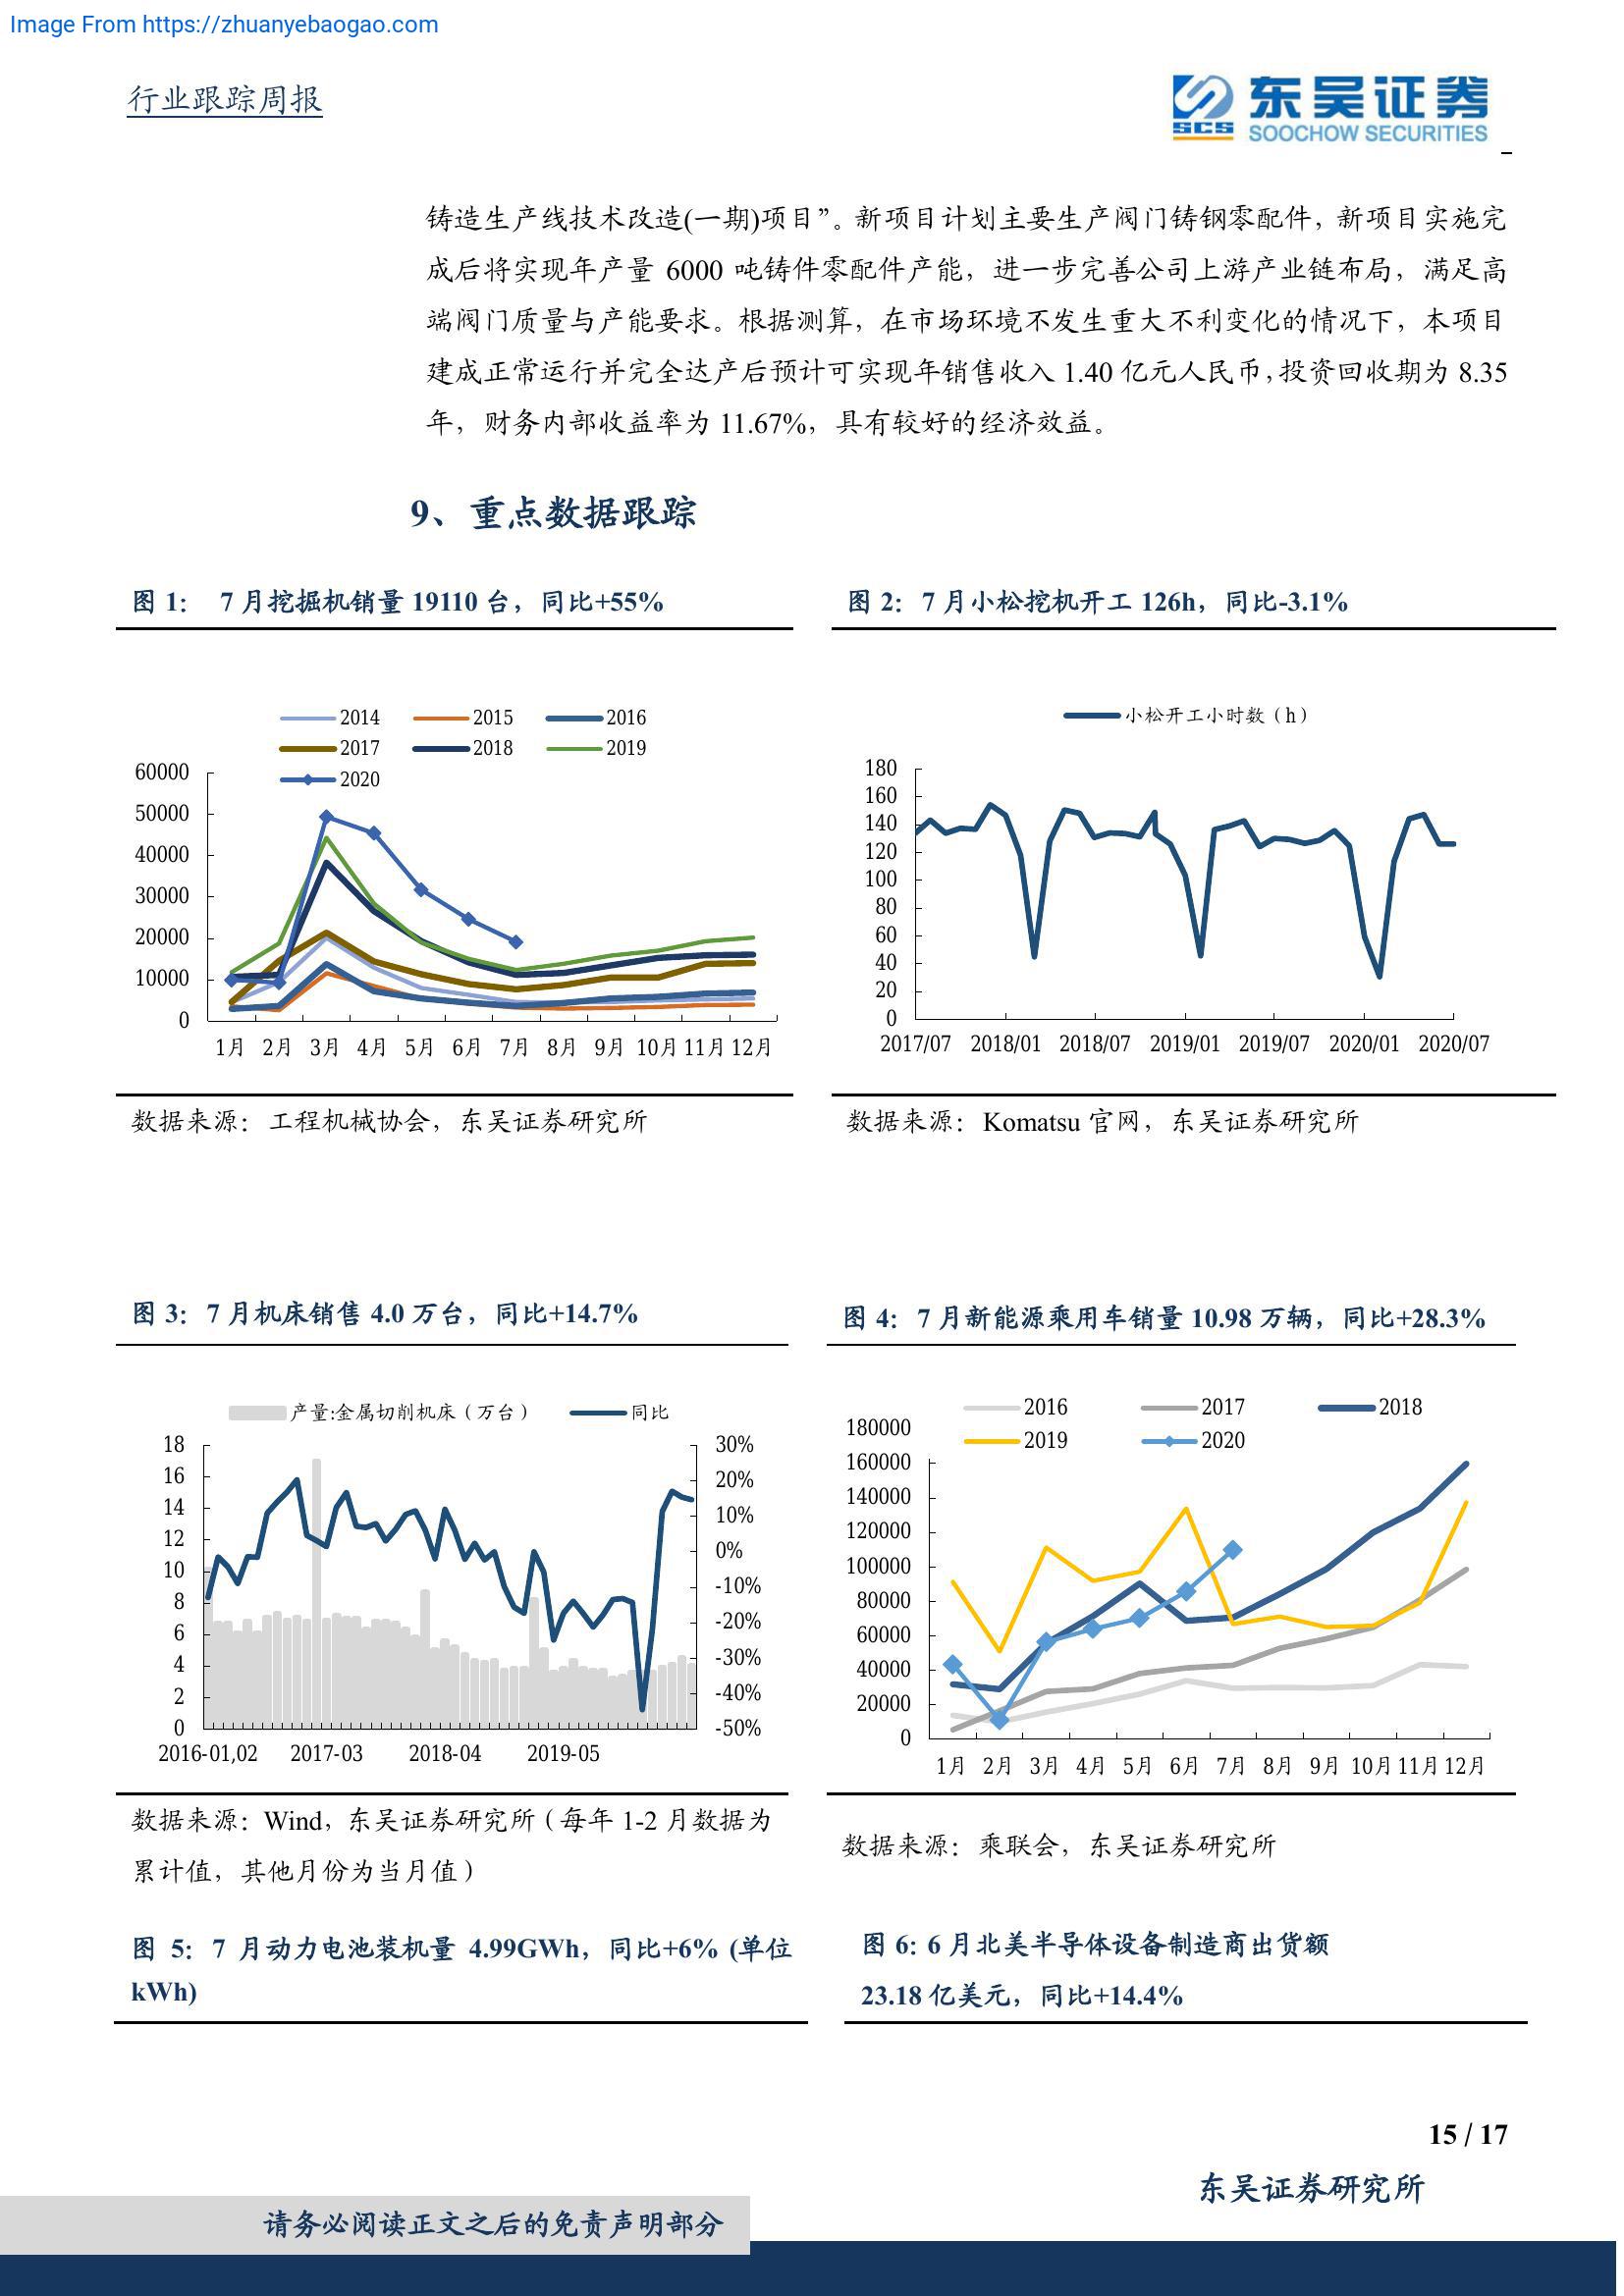 Image From https://zhuanyebaogao.com
行业跟踪周报
东吴证券
SCS
SOOCHOW SECURITIES
铸造生产线技术改造(一期)项目”。新项目计划主要生产阀门铸钢零配件，新项目实施完
成后将实现年产量 6000 吨铸件零配件产能，进一步完善公司上游产业链布局，满足高
端阀门质量与产能要求。根据测算，在市场环境不发生重大不利变化的情况下，本项目
建成正常运行并完全达产后预计可实现年销售收入 1.40 亿元人民币，投资回收期为 8.35
年，财务内部收益率为 11.67%，具有较好的经济效益。
9、重点数据跟踪
图 1： 7 月挖掘机销量 19110 台，同比+55%
2014 2015 2016
2017 2018 2019
2020
60000
50000
40000
30000
20000
10000
0
1月 2月 3月 4月 5月 6月 7月 8月 9月 10月 11月 12月
数据来源：工程机械协会，东吴证券研究所
图 2：7 月小松挖机开工 126h，同比-3.1%
小松开工小时数（h）
180
160
140
120
100
80
60
40
20
0
2017/07 2018/01 2018/07 2019/01 2019/07 2020/01 2020/07
数据来源：Komatsu 官网，东吴证券研究所
图 3：7 月机床销售 4.0 万台，同比+14.7%
产量:金属切削机床（万台） 同比
18
16
14
12
10
8
6
4
2
0
30%
20%
10%
0%
-10%
-20%
-30%
-40%
-50%
2016-01,02 2017-03 2018-04 2019-05
数据来源：Wind，东吴证券研究所（每年 1-2 月数据为
累计值，其他月份为当月值）
图 4：7 月新能源乘用车销量 10.98 万辆，同比+28.3%
2016 2017 2018
2019 2020
180000
160000
140000
120000
100000
80000
60000
40000
20000
0
1月 2月 3月 4月 5月 6月 7月 8月 9月 10月 11月 12月
数据来源：乘联会，东吴证券研究所
图 5：7 月动力电池装机量 4.99GWh，同比+6% (单位
kWh)
图 6: 6 月北美半导体设备制造商出货额
23.18 亿美元，同比+14.4%
15 / 17
东吴证券研究所
请务必阅读正文之后的免责声明部分